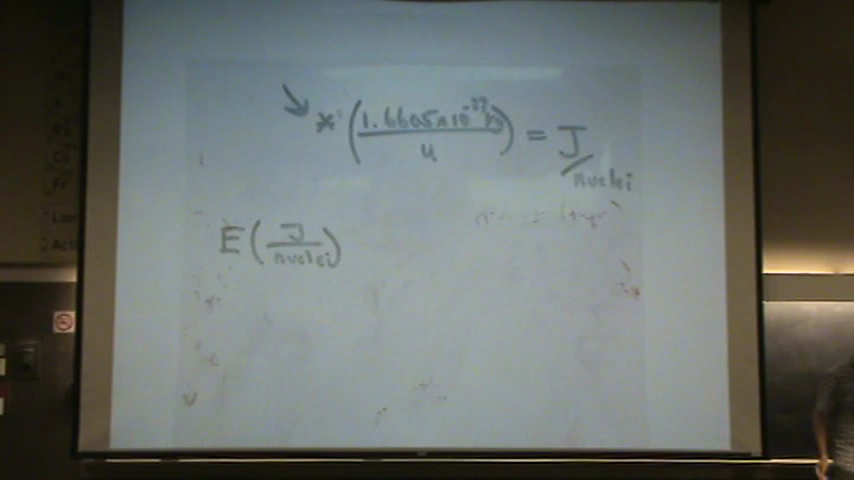 * (1.6605x10^-27 kg / u) = J/nuclei
E (J/nuclei)